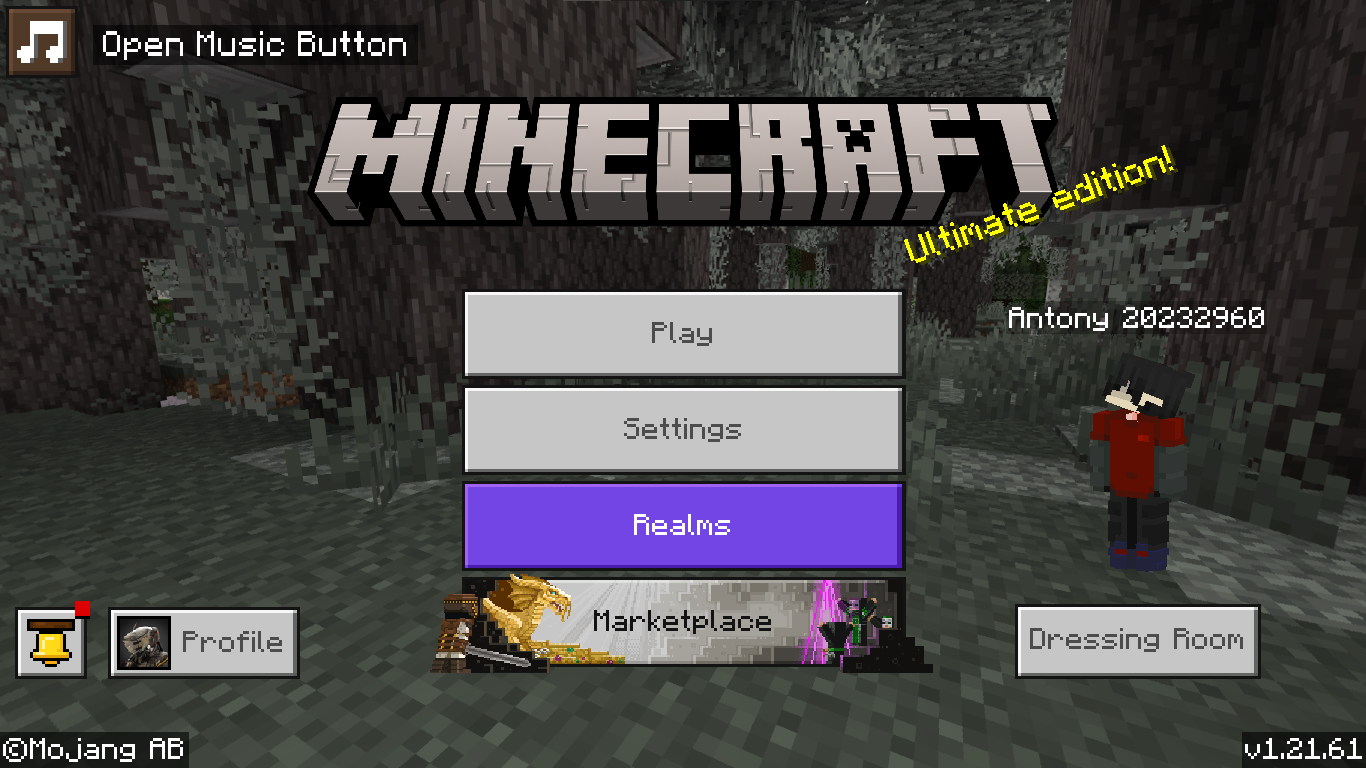 Open Music Button
MINECRAFT
Ultimate edition!
Play
Antony 20232960
Settings
Realms
Marketplace
Profile
Dressing Room
©Mojang AB
v1.21.61